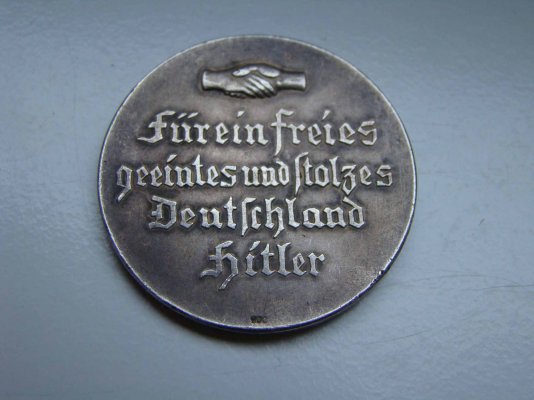 Für ein freies
geeintes und stolzes
Deutschland
Hitler